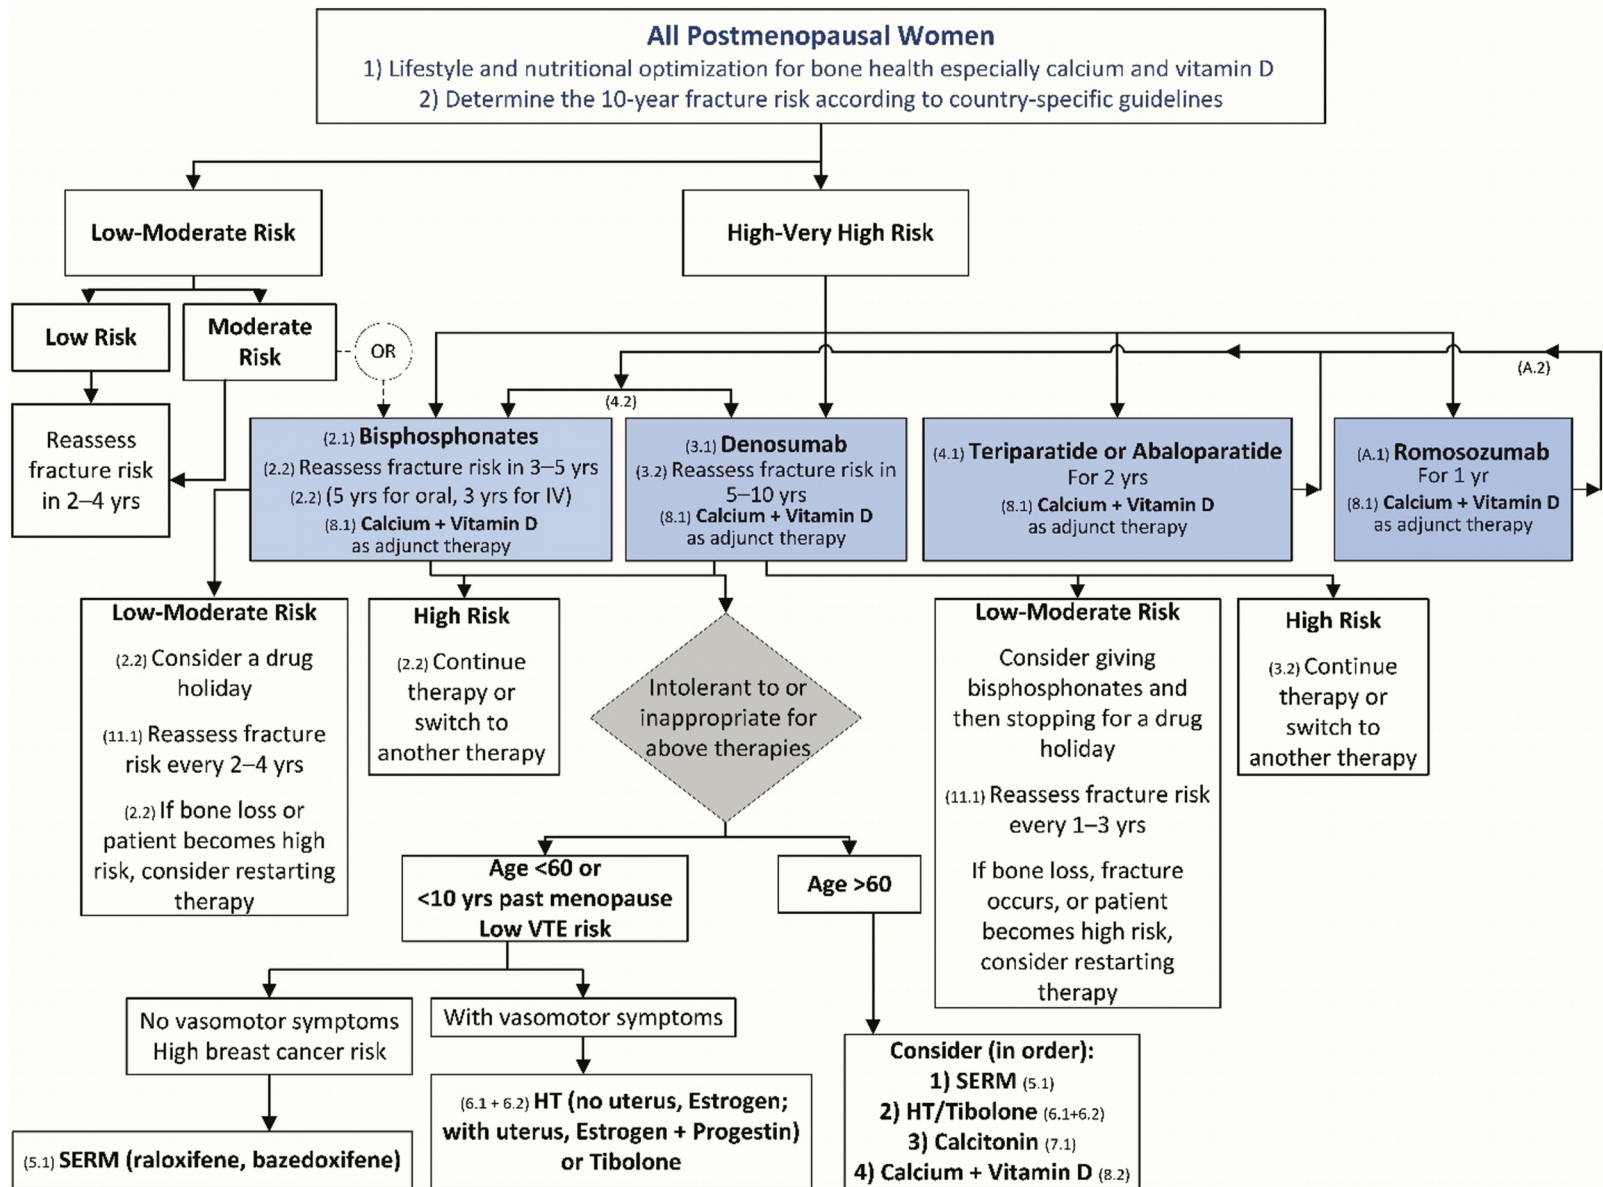 All Postmenopausal Women
1) Lifestyle and nutritional optimization for bone health especially calcium and vitamin D
2) Determine the 10-year fracture risk according to country-specific guidelines
Low-Moderate Risk
High-Very High Risk
Low Risk
Moderate
Risk
OR
(A.2)
(4.2)
Reassess
fracture risk
in 2–4 yrs
(2.1) Bisphosphonates
(2.2) Reassess fracture risk in 3–5 yrs
(2.2) (5 yrs for oral, 3 yrs for IV)
(8.1) Calcium + Vitamin D
as adjunct therapy
(3.1) Denosumab
(3.2) Reassess fracture risk in
5–10 yrs
(8.1) Calcium + Vitamin D
as adjunct therapy
(4.1) Teriparatide or Abaloparatide
For 2 yrs
(8.1) Calcium + Vitamin D
as adjunct therapy
(A.1) Romosozumab
For 1 yr
(8.1) Calcium + Vitamin D
as adjunct therapy
Low-Moderate Risk
(2.2) Consider a drug
holiday
(11.1) Reassess fracture
risk every 2–4 yrs
(2.2) If bone loss or
patient becomes high
risk, consider restarting
therapy
High Risk
(2.2) Continue
therapy or
switch to
another therapy
Intolerant to or
inappropriate for
above therapies
Low-Moderate Risk
Consider giving
bisphosphonates and
then stopping for a drug
holiday
(11.1) Reassess fracture risk
every 1–3 yrs
If bone loss, fracture
occurs, or patient
becomes high risk,
consider restarting
therapy
High Risk
(3.2) Continue
therapy or
switch to
another therapy
Age <60 or
<10 yrs past menopause
Low VTE risk
Age >60
No vasomotor symptoms
High breast cancer risk
With vasomotor symptoms
(5.1) SERM (raloxifene, bazedoxifene)
(6.1 + 6.2) HT (no uterus, Estrogen;
with uterus, Estrogen + Progestin)
or Tibolone
Consider (in order):
1) SERM (5.1)
2) HT/Tibolone (6.1+6.2)
3) Calcitonin (7.1)
4) Calcium + Vitamin D (8.2)